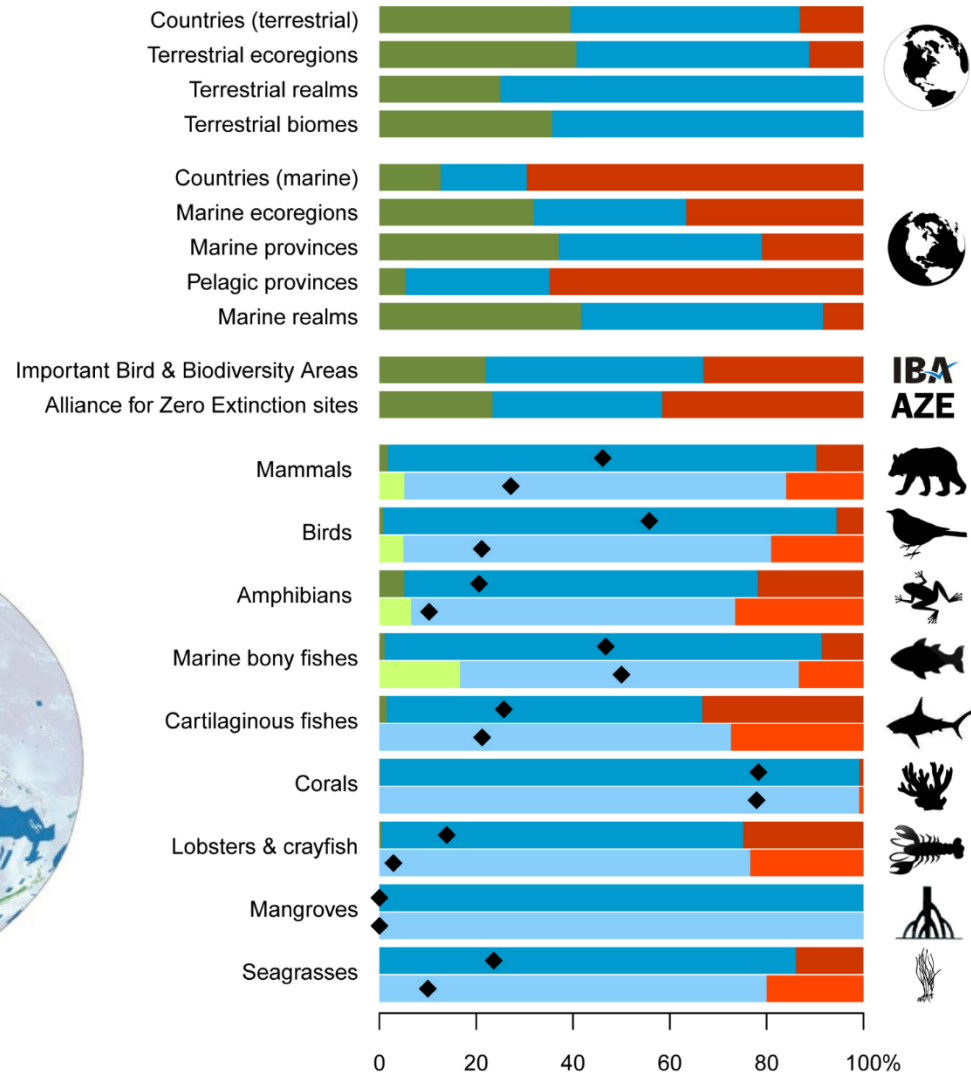 Countries (terrestrial)
Terrestrial ecoregions
Terrestrial realms
Terrestrial biomes
Countries (marine)
Marine ecoregions
Marine provinces
Pelagic provinces
Marine realms
Important Bird & Biodiversity Areas
IBA
Alliance for Zero Extinction sites
AZE
Mammals
Birds
Amphibians
Marine bony fishes
Cartilaginous fishes
Corals
Lobsters & crayfish
Mangroves
Seagrasses
0 20 40 60 80 100%